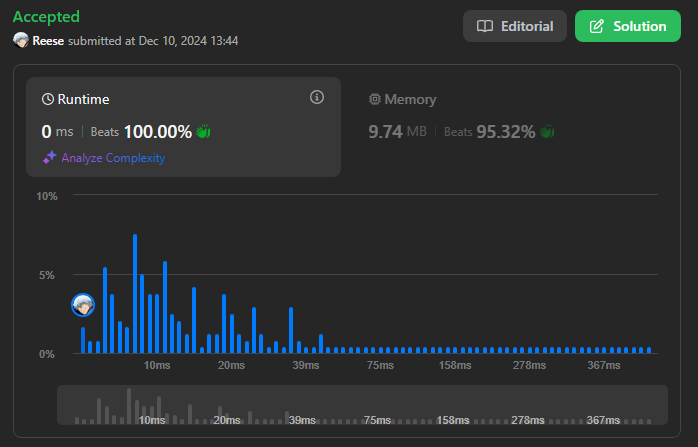 Accepted
Editorial
Solution
Reese submitted at Dec 10, 2024 13:44
Runtime
Memory
0 ms | Beats 100.00%
9.74 MB | Beats 95.32%
Analyze Complexity
10%
5%
0%
10ms 20ms 39ms 75ms 158ms 278ms 367ms
10ms 20ms 39ms 75ms 158ms 278ms 367ms